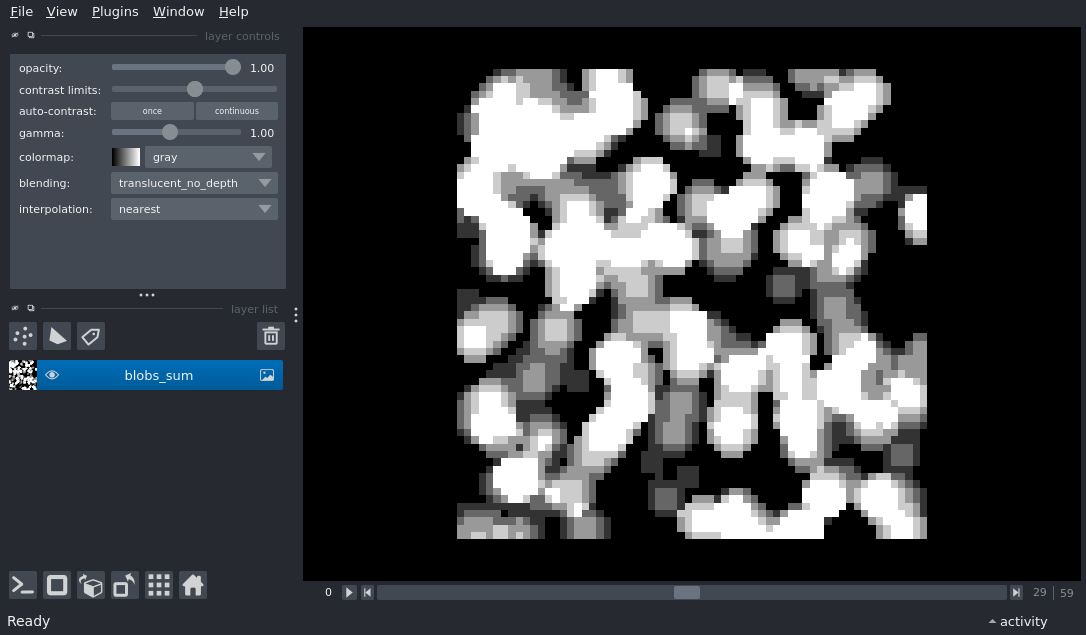 File View Plugins Window Help
layer controls
opacity: 1.00
contrast limits:
auto-contrast: once continuous
gamma: 1.00
colormap: gray
blending: translucent_no_depth
interpolation: nearest
layer list
blobs_sum
0 29 59
Ready activity